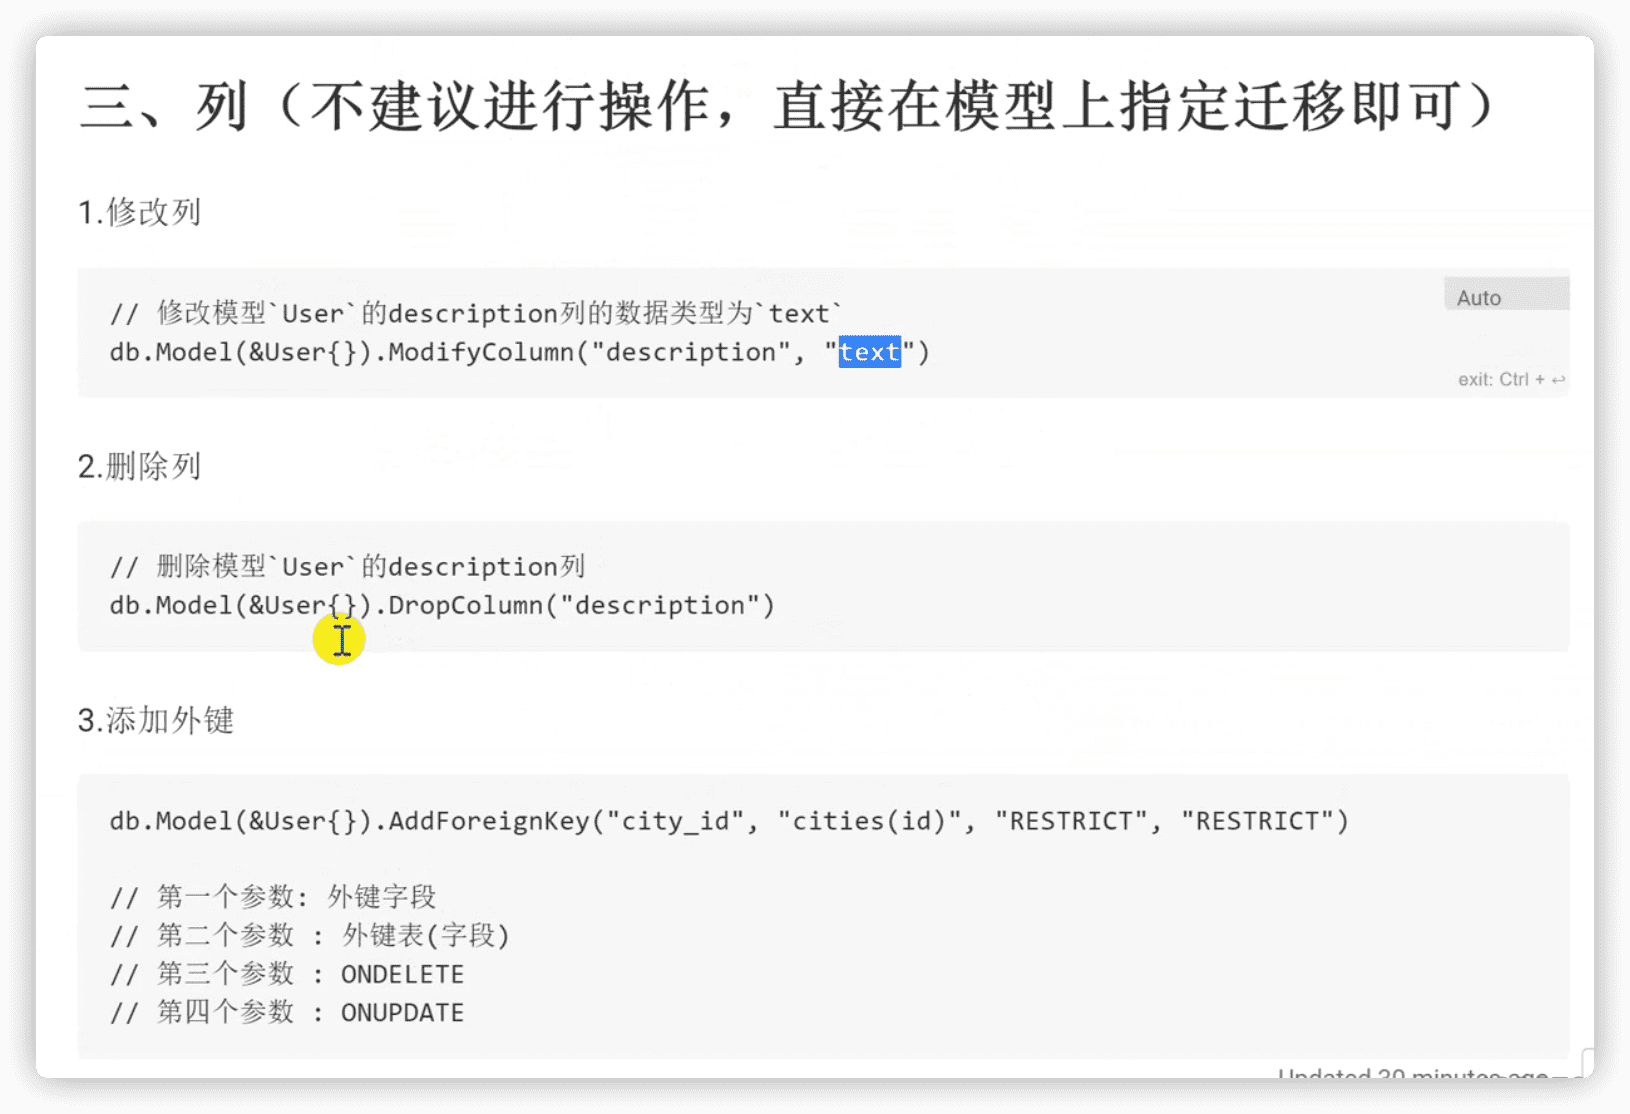 三、列（不建议进行操作，直接在模型上指定迁移即可）
1.修改列
// 修改模型`User`的description列的数据类型为`text`
db.Model(&User{}).ModifyColumn("description", "text")
Auto
exit: Ctrl + ↩
2.删除列
// 删除模型`User`的description列
db.Model(&User{}).DropColumn("description")
3.添加外键
db.Model(&User{}).AddForeignKey("city_id", "cities(id)", "RESTRICT", "RESTRICT")
// 第一个参数: 外键字段
// 第二个参数 : 外键表(字段)
// 第三个参数 : ONDELETE
// 第四个参数 : ONUPDATE
Updated 30 minutes ago